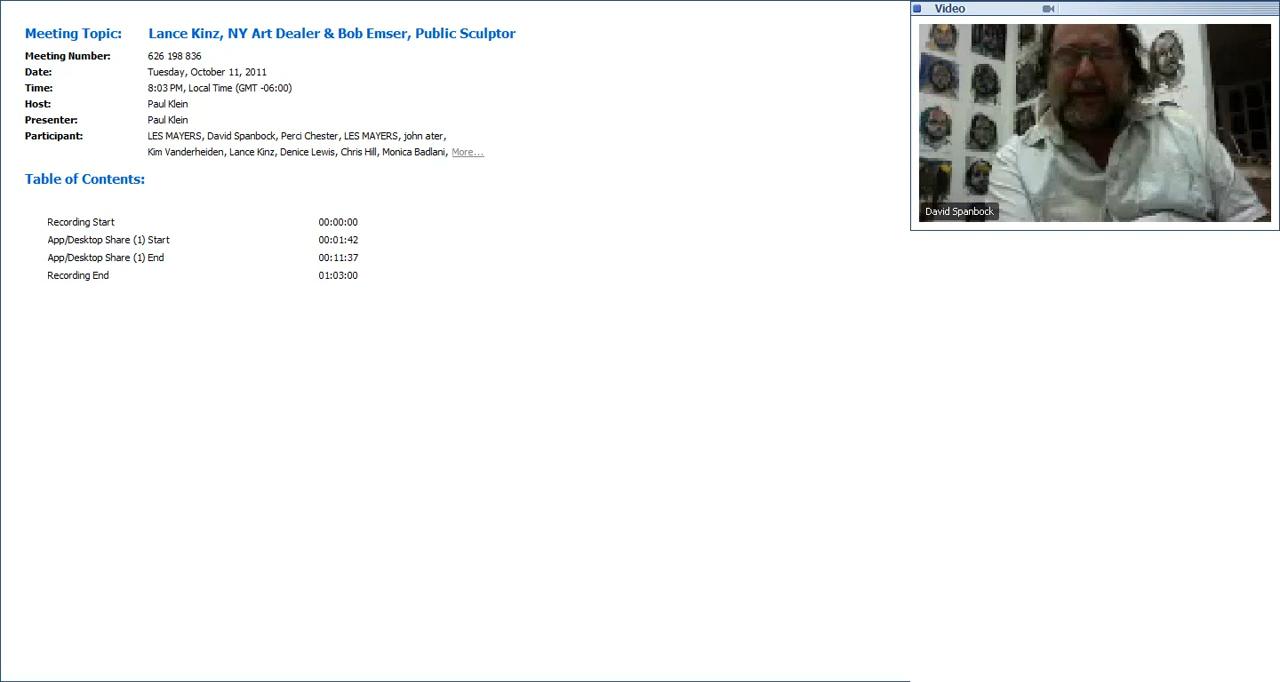 Meeting Topic: Lance Kinz, NY Art Dealer & Bob Emser, Public Sculptor
Meeting Number: 626 198 836
Date: Tuesday, October 11, 2011
Time: 8:03 PM, Local Time (GMT -06:00)
Host: Paul Klein
Presenter: Paul Klein
Participant: LES MAYERS, David Spanbock, Perci Chester, LES MAYERS, john ater,
Kim Vanderheiden, Lance Kinz, Denice Lewis, Chris Hill, Monica Badlani, More...
Table of Contents:
Recording Start 00:00:00
App/Desktop Share (1) Start 00:01:42
App/Desktop Share (1) End 00:11:37
Recording End 01:03:00
Video
David Spanbock